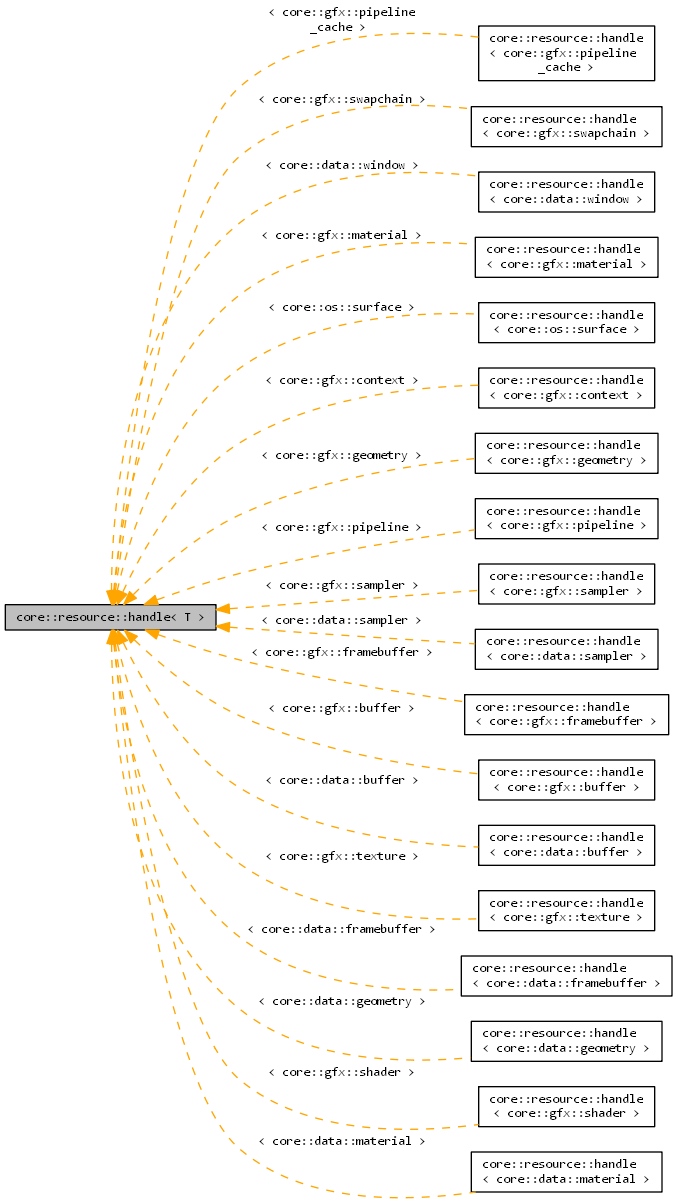 < core::gfx::pipeline
_cache >
core::resource::handle
< core::gfx::pipeline
_cache >
< core::gfx::swapchain >
core::resource::handle
< core::gfx::swapchain >
< core::data::window >
core::resource::handle
< core::data::window >
< core::gfx::material >
core::resource::handle
< core::gfx::material >
< core::os::surface >
core::resource::handle
< core::os::surface >
< core::gfx::context >
core::resource::handle
< core::gfx::context >
< core::gfx::geometry >
core::resource::handle
< core::gfx::geometry >
< core::gfx::pipeline >
core::resource::handle
< core::gfx::pipeline >
< core::gfx::sampler >
core::resource::handle
< core::gfx::sampler >
core::resource::handle< T >
< core::data::sampler >
core::resource::handle
< core::data::sampler >
< core::gfx::framebuffer >
core::resource::handle
< core::gfx::framebuffer >
< core::gfx::buffer >
core::resource::handle
< core::gfx::buffer >
< core::data::buffer >
core::resource::handle
< core::data::buffer >
< core::gfx::texture >
core::resource::handle
< core::gfx::texture >
< core::data::framebuffer >
core::resource::handle
< core::data::framebuffer >
< core::data::geometry >
core::resource::handle
< core::data::geometry >
< core::gfx::shader >
core::resource::handle
< core::gfx::shader >
< core::data::material >
core::resource::handle
< core::data::material >